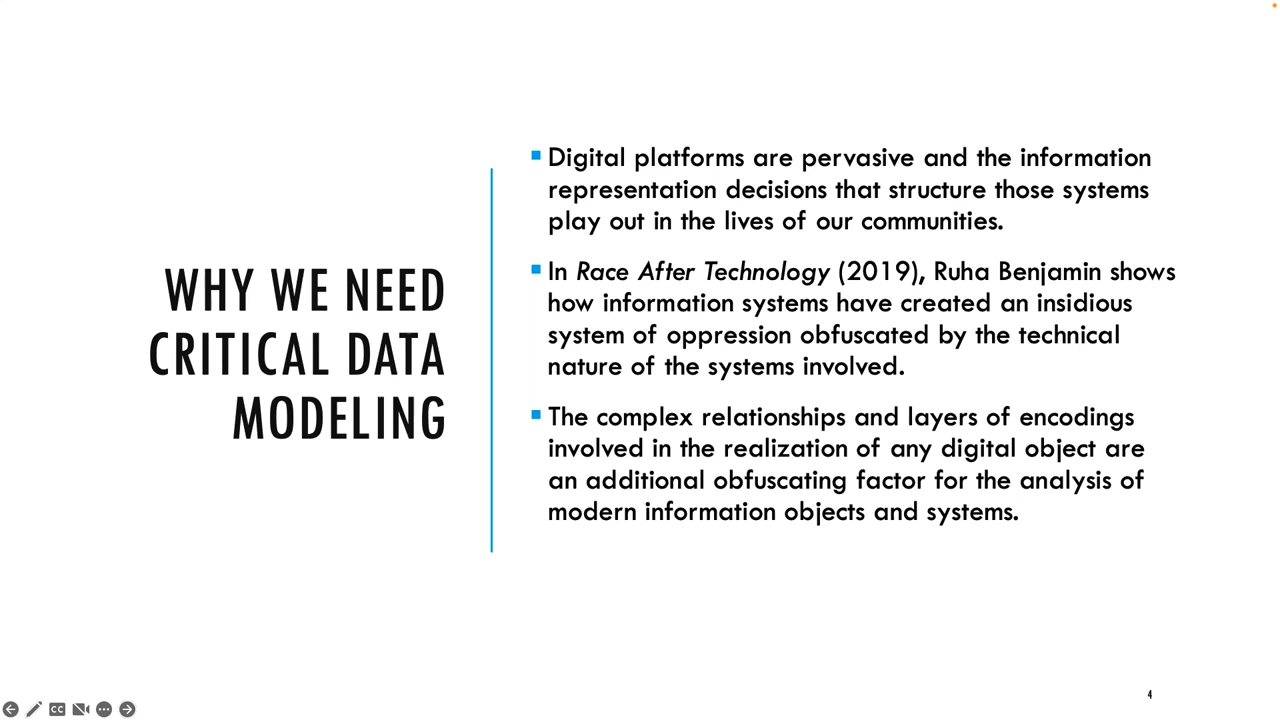 WHY WE NEED
CRITICAL DATA
MODELING
Digital platforms are pervasive and the information
representation decisions that structure those systems
play out in the lives of our communities.
In Race After Technology (2019), Ruha Benjamin shows
how information systems have created an insidious
system of oppression obfuscated by the technical
nature of the systems involved.
The complex relationships and layers of encodings
involved in the realization of any digital object are
an additional obfuscating factor for the analysis of
modern information objects and systems.
4
CC